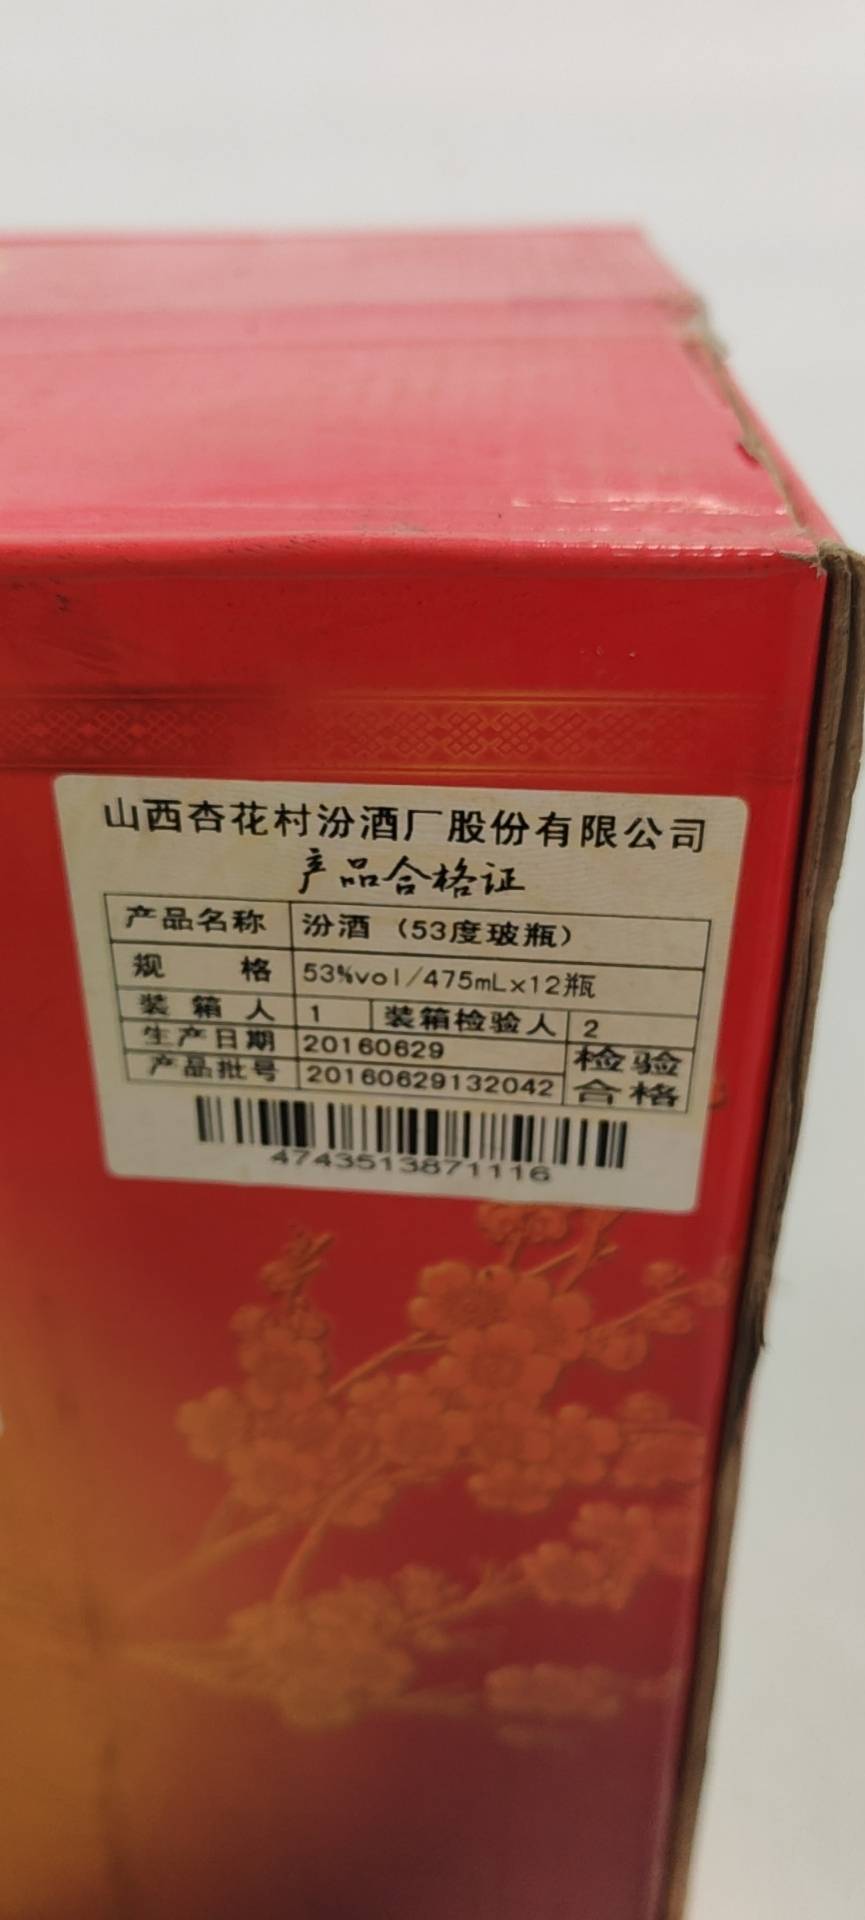 山西杏花村汾酒厂股份有限公司
产品合格证
产品名称 汾酒（53度玻瓶）
规 格 53%vol/475mL×12瓶
装 箱 人 1 装箱检验人 2
生产日期 20160629 检验
产品批号 20160629132042 合格
4743513871116